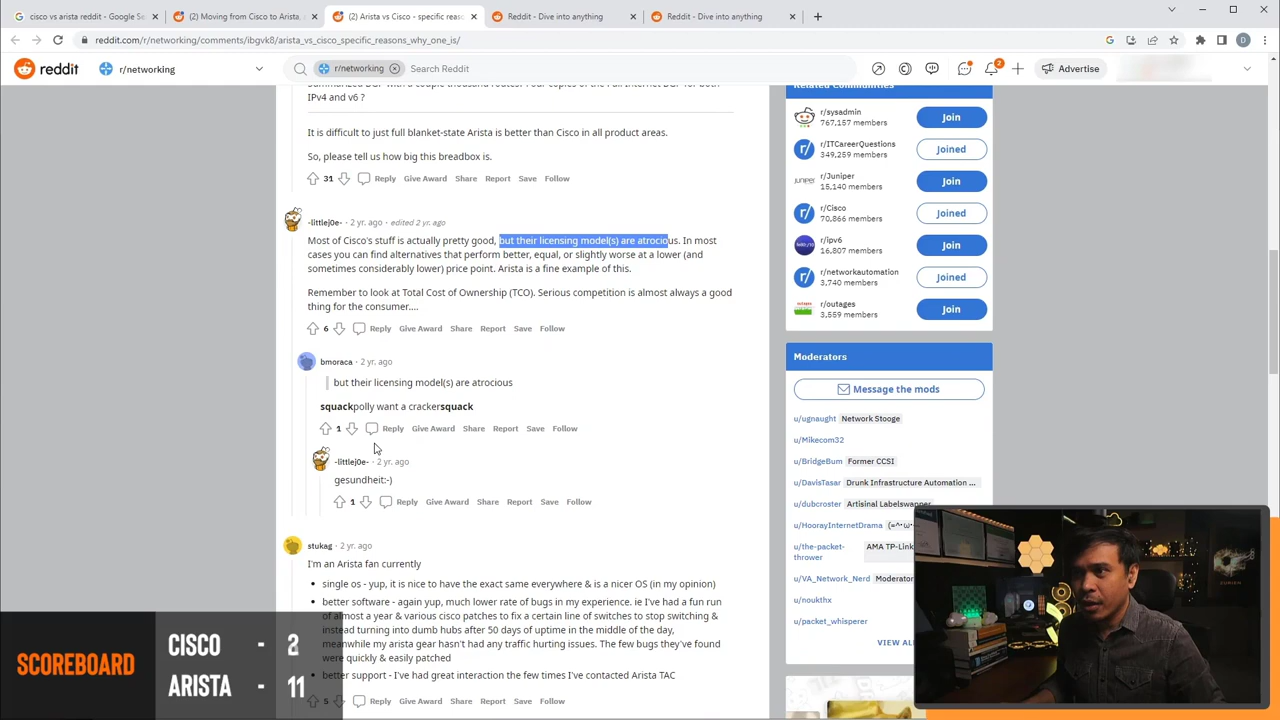 cisco vs arista reddit - Google Se
(2) Moving from Cisco to Arista,
(2) Arista vs Cisco - specific reaso
Reddit - Dive into anything
Reddit - Dive into anything
reddit.com/r/networking/comments/ibgvk8/arista_vs_cisco_specific_reasons_why_one_is/
D
reddit
r/networking
r/networking
Search Reddit
2
Advertise
IPv4 and v6 ?
It is difficult to just full blanket-state Arista is better than Cisco in all product areas.
So, please tell us how big this breadbox is.
31 Reply Give Award Share Report Save Follow
-littlej0e- · 2 yr. ago · edited 2 yr. ago
Most of Cisco's stuff is actually pretty good, but their licensing model(s) are atrocious. In most
cases you can find alternatives that perform better, equal, or slightly worse at a lower (and
sometimes considerably lower) price point. Arista is a fine example of this.
Remember to look at Total Cost of Ownership (TCO). Serious competition is almost always a good
thing for the consumer....
6 Reply Give Award Share Report Save Follow
bmoraca · 2 yr. ago
but their licensing model(s) are atrocious
squackpolly want a crackersquack
1 Reply Give Award Share Report Save Follow
-littlej0e- · 2 yr. ago
gesundheit:-)
1 Reply Give Award Share Report Save Follow
stukag · 2 yr. ago
I'm an Arista fan currently
• single os - yup, it is nice to have the exact same everywhere & is a nicer OS (in my opinion)
• better software - again yup, much lower rate of bugs in my experience. ie I've had a fun run
of almost a year & various cisco patches to fix a certain line of switches to stop switching &
instead turning into dumb hubs after 50 days of uptime in the middle of the day,
meanwhile my arista gear hasn't had any traffic hurting issues. The few bugs they've found
were quickly & easily patched
better support - I've had great interaction the few times I've contacted Arista TAC
5 Reply Give Award Share Report Save Follow
Related Communities
r/sysadmin
767,157 members
Join
r/ITCareerQuestions
349,259 members
Joined
r/Juniper
15,140 members
Join
r/Cisco
70,866 members
Joined
r/ipv6
16,807 members
Join
r/networkautomation
3,740 members
Joined
r/outages
3,559 members
Join
Moderators
Message the mods
u/ugnaught Network Stooge
u/Mikecom32
u/BridgeBum Former CCSI
u/DavisTasar Drunk Infrastructure Automation ...
u/dubcroster Artisinal Labelswapper
u/HoorayInternetDrama
u/the-packet-
thrower
AMA TP-Link
u/VA_Network_Nerd Moderator
u/noukthx
u/packet_whisperer
VIEW ALL
SCOREBOARD
CISCO - 2
ARISTA - 11